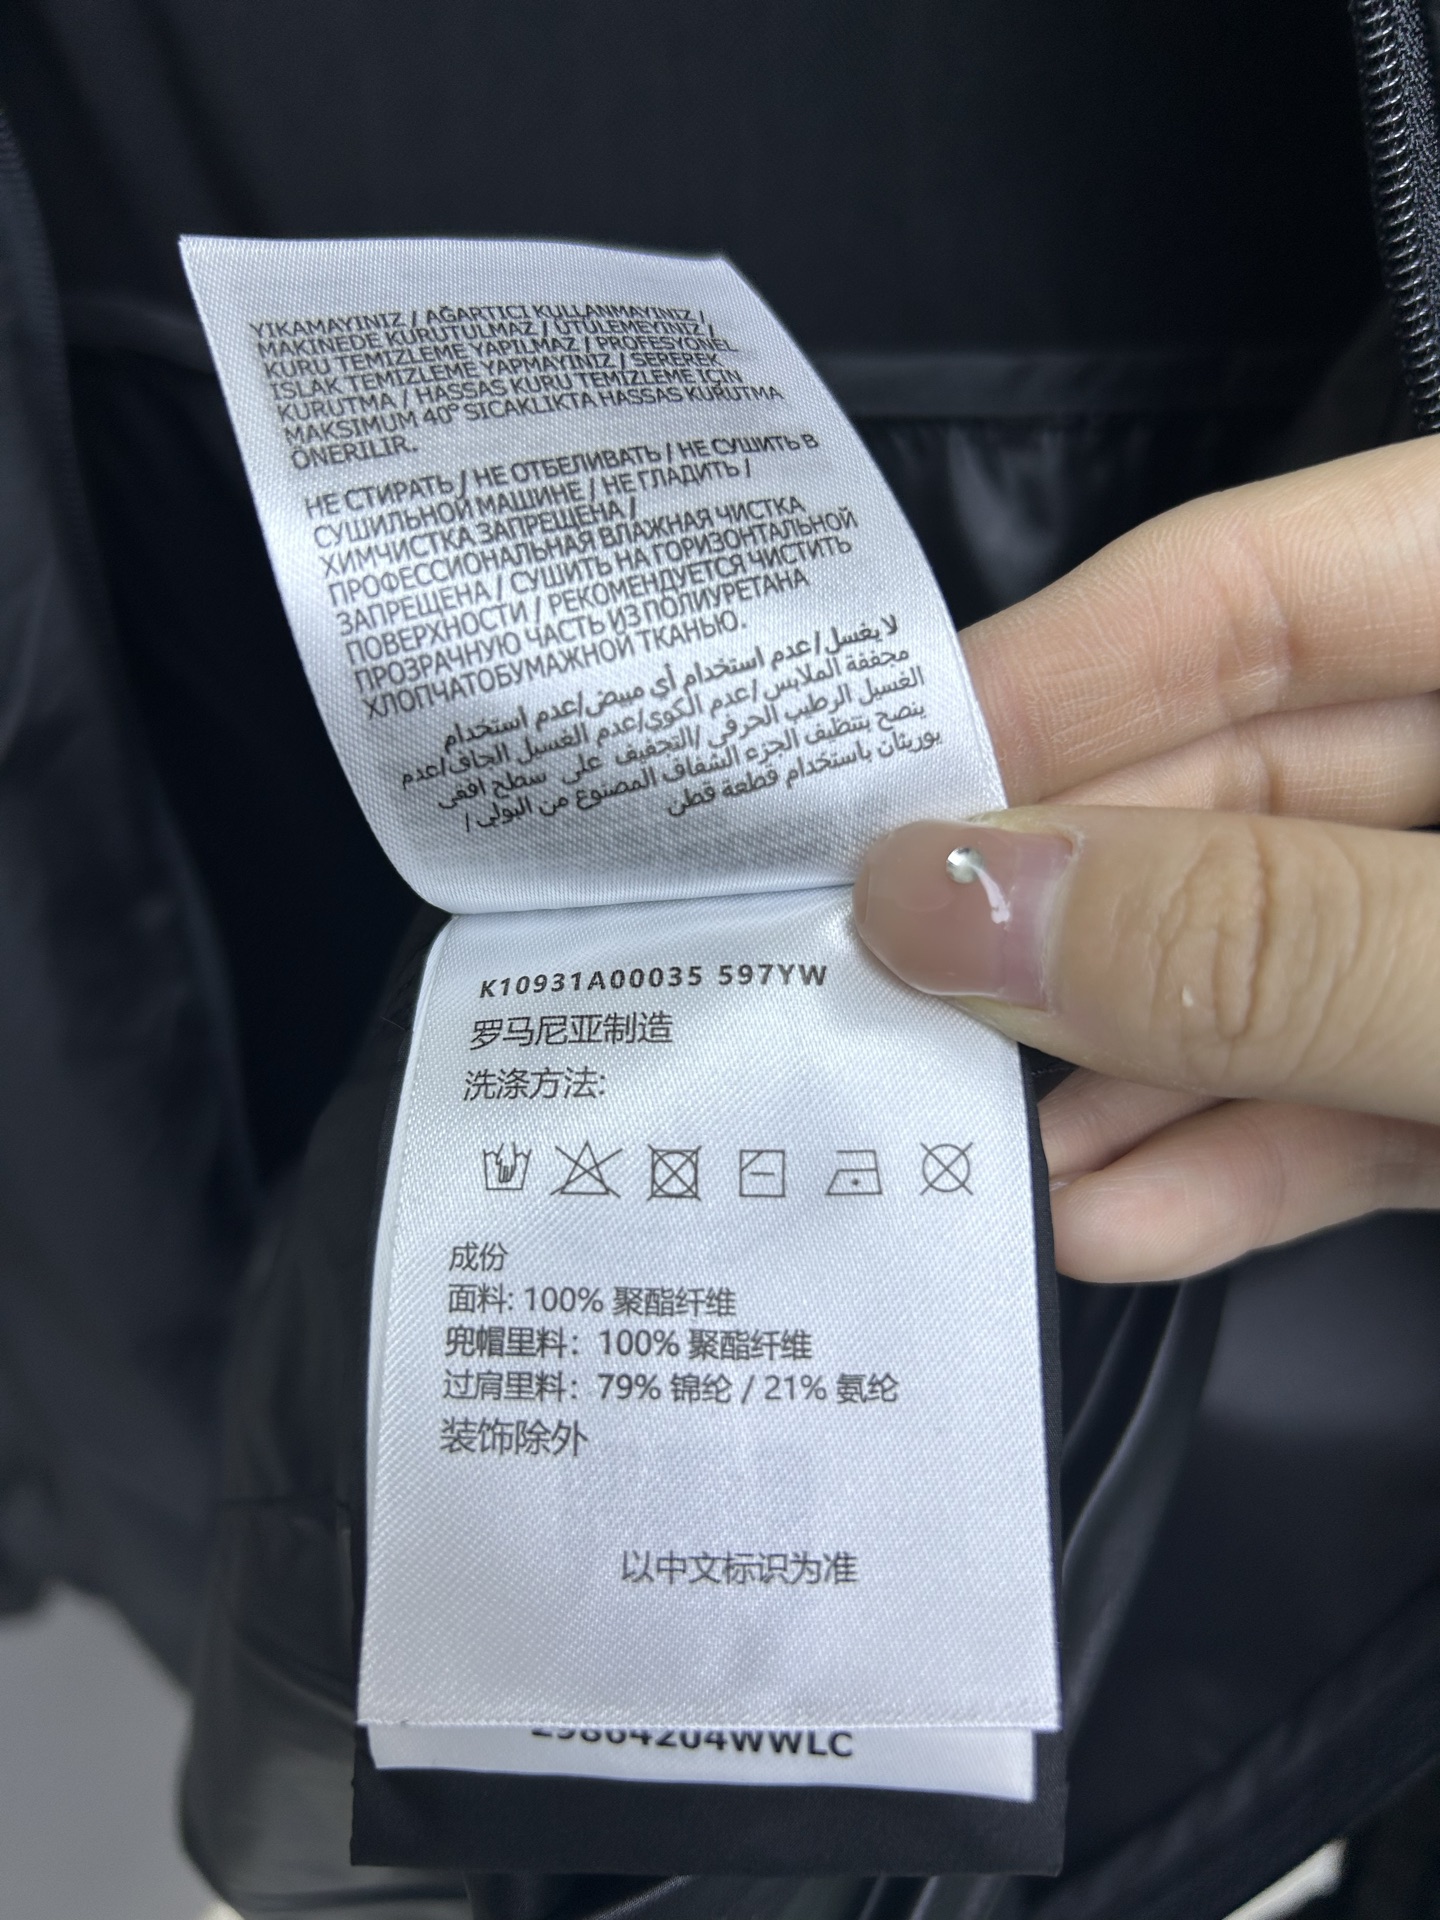 YIKAMAYINIZ / AĞARTICI KULLANMAYINIZ /
MAKINEDE KURUTULMAZ / ÜTÜLEMEYINIZ /
KURU TEMIZLEME YAPILMAZ / PROFESYONEL
ISLAK TEMIZLEME YAPMAYINIZ / SEREREK
KURUTMA / HASSAS KURU TEMIZLEME IÇIN
MAKSIMUM 40° SICAKLIKTA HASSAS KURUTMA
ÖNERILIR.
НЕ СТИРАТЬ / НЕ ОТБЕЛИВАТЬ / НЕ СУШИТЬ В
СУШИЛЬНОЙ МАШИНЕ / НЕ ГЛАДИТЬ /
ХИМЧИСТКА ЗАПРЕЩЕНА /
ПРОФЕССИОНАЛЬНАЯ ВЛАЖНАЯ ЧИСТКА
ЗАПРЕЩЕНА / СУШИТЬ НА ГОРИЗОНТАЛЬНОЙ
ПОВЕРХНОСТИ / РЕКОМЕНДУЕТСЯ ЧИСТИТЬ
ПРОЗРАЧНУЮ ЧАСТЬ ИЗ ПОЛИУРЕТАНА
ХЛОПЧАТОБУМАЖНОЙ ТКАНЬЮ.
لا يغسل/عدم استخدام أي مبيض/عدم استخدام
مجففة الملابس/عدم الكوي/عدم الغسيل الجاف/عدم
الغسيل الرطيب الحرفي /التجفيف على سطح افقى
ينصح بتنظيف الجزء الشفاف المصنوع من البولي/
يوريثان باستخدام قطعة قطن
K10931A00035 597YW
罗马尼亚制造
洗涤方法:
成份
面料: 100% 聚酯纤维
兜帽里料：100% 聚酯纤维
过肩里料：79% 锦纶 / 21% 氨纶
装饰除外
以中文标识为准
29864204WWLC